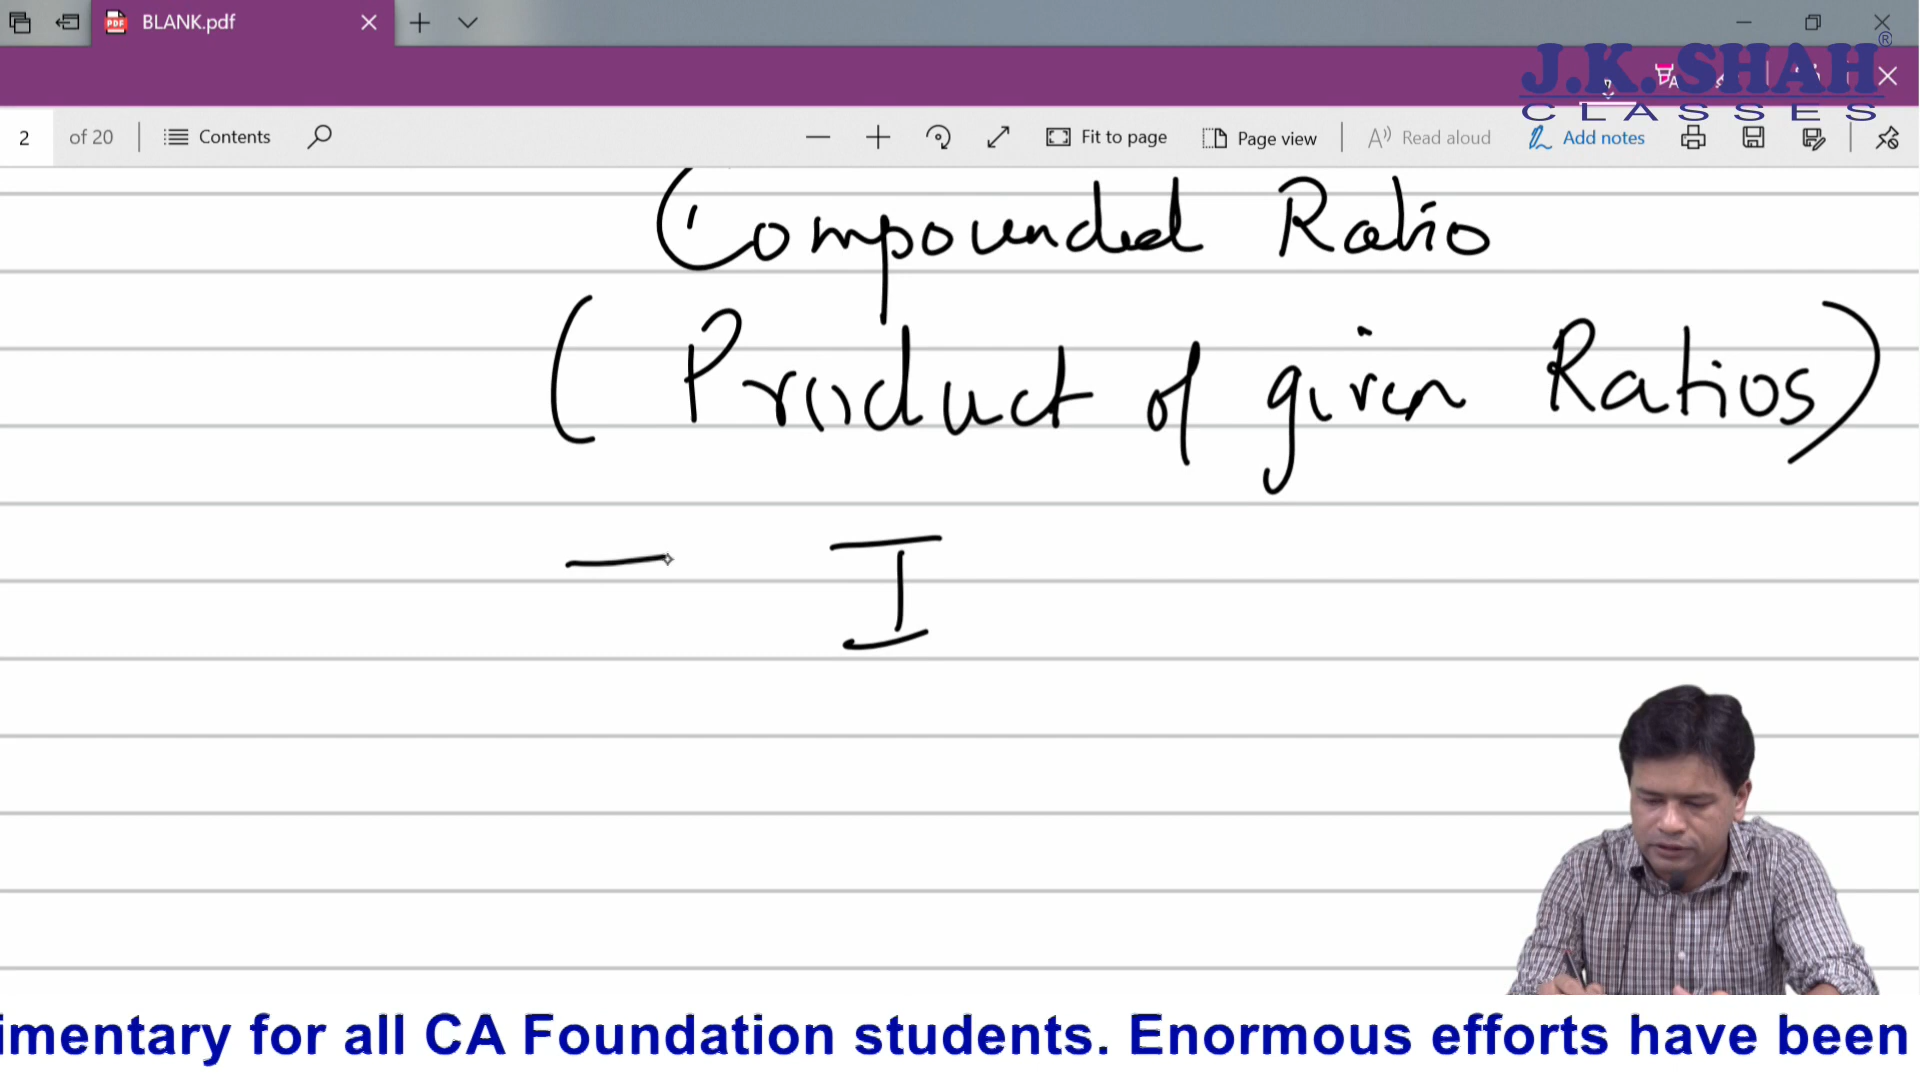 BLANK.pdf
J.K.SHAH®
CLASSES
2 of 20 Contents Fit to page Page view Read aloud Add notes
Compounded Ratio
( Product of given Ratios)
— I
imentary for all CA Foundation students. Enormous efforts have been